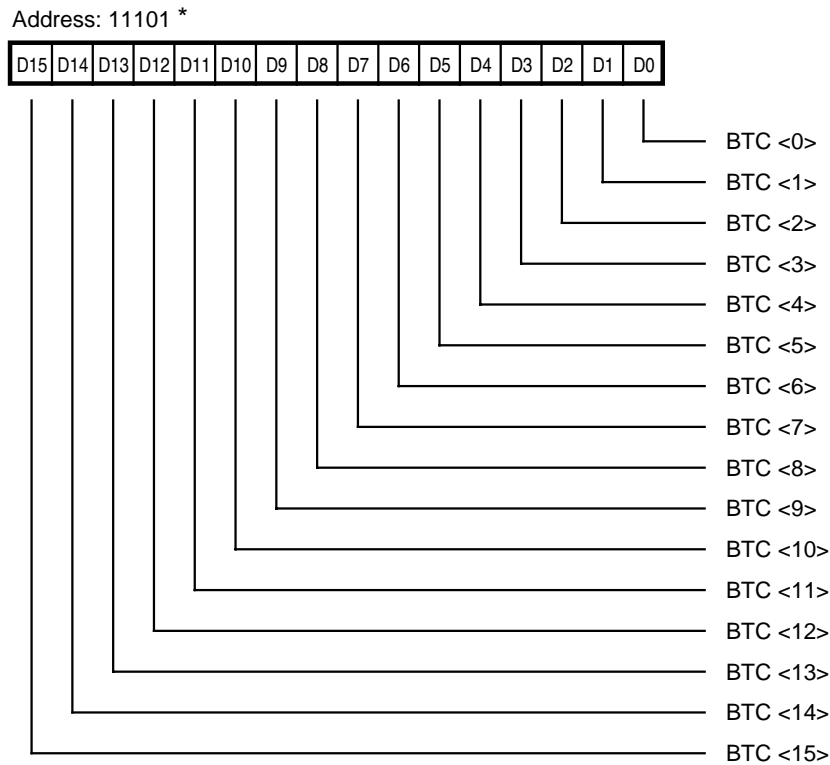 Address: 11101 *
D15 D14 D13 D12 D11 D10 D9 D8 D7 D6 D5 D4 D3 D2 D1 D0
BTC <0>
BTC <1>
BTC <2>
BTC <3>
BTC <4>
BTC <5>
BTC <6>
BTC <7>
BTC <8>
BTC <9>
BTC <10>
BTC <11>
BTC <12>
BTC <13>
BTC <14>
BTC <15>